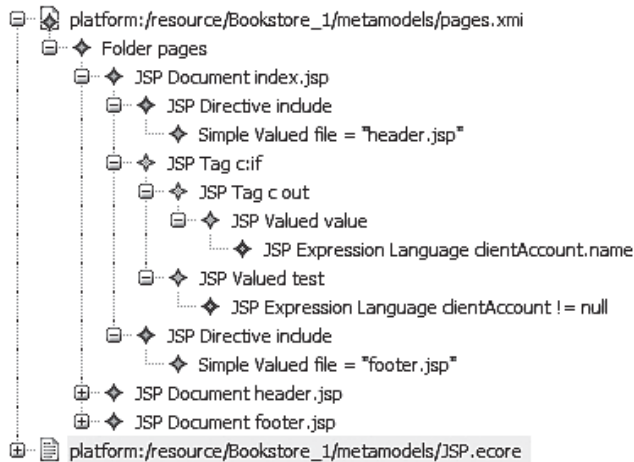 platform:/resource/Bookstore_1/metamodels/pages.xmi
Folder pages
JSP Document index.jsp
JSP Directive include
Simple Valued file = "header.jsp"
JSP Tag c:if
JSP Tag c out
JSP Valued value
JSP Expression Language clientAccount.name
JSP Valued test
JSP Expression Language clientAccount != null
JSP Directive include
Simple Valued file = "footer.jsp"
JSP Document header.jsp
JSP Document footer.jsp
platform:/resource/Bookstore_1/metamodels/JSP.ecore